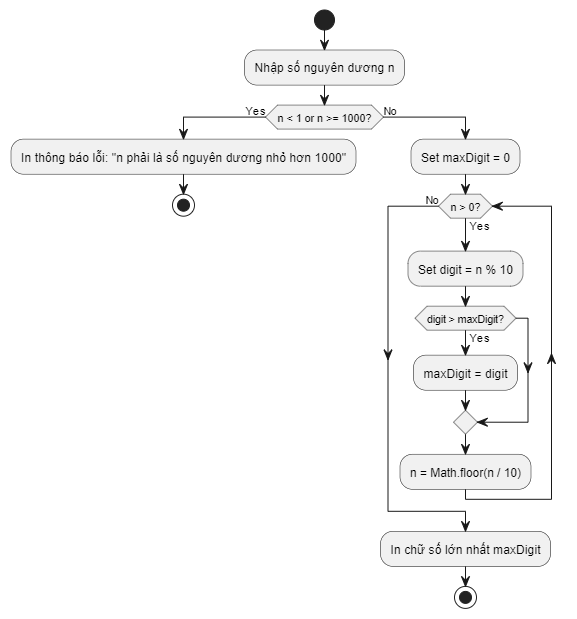 Nhập số nguyên dương n
Yes
n < 1 or n >= 1000?
No
In thông báo lỗi: "n phải là số nguyên dương nhỏ hơn 1000"
Set maxDigit = 0
No
n > 0?
Yes
Set digit = n % 10
digit > maxDigit?
Yes
maxDigit = digit
n = Math.floor(n / 10)
In chữ số lớn nhất maxDigit